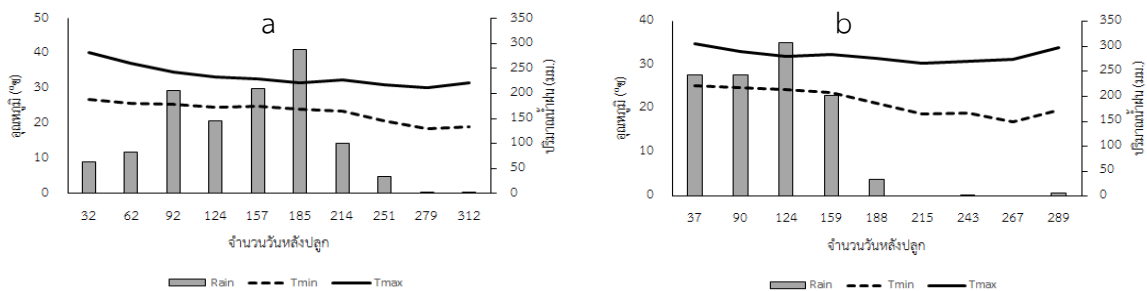 a
อุณหภูมิ (ºซ)
50
40
30
20
10
0
ปริมาณน้ำฝน (มม.)
350
300
250
200
150
100
50
0
32 62 92 124 157 185 214 251 279 312
จำนวนวันหลังปลูก
Rain Tmin Tmax
b
อุณหภูมิ (ºซ)
40
30
20
10
0
ปริมาณน้ำฝน (มม.)
350
300
250
200
150
100
50
0
37 90 124 159 188 215 243 267 289
จำนวนวันหลังปลูก
Rain Tmin Tmax